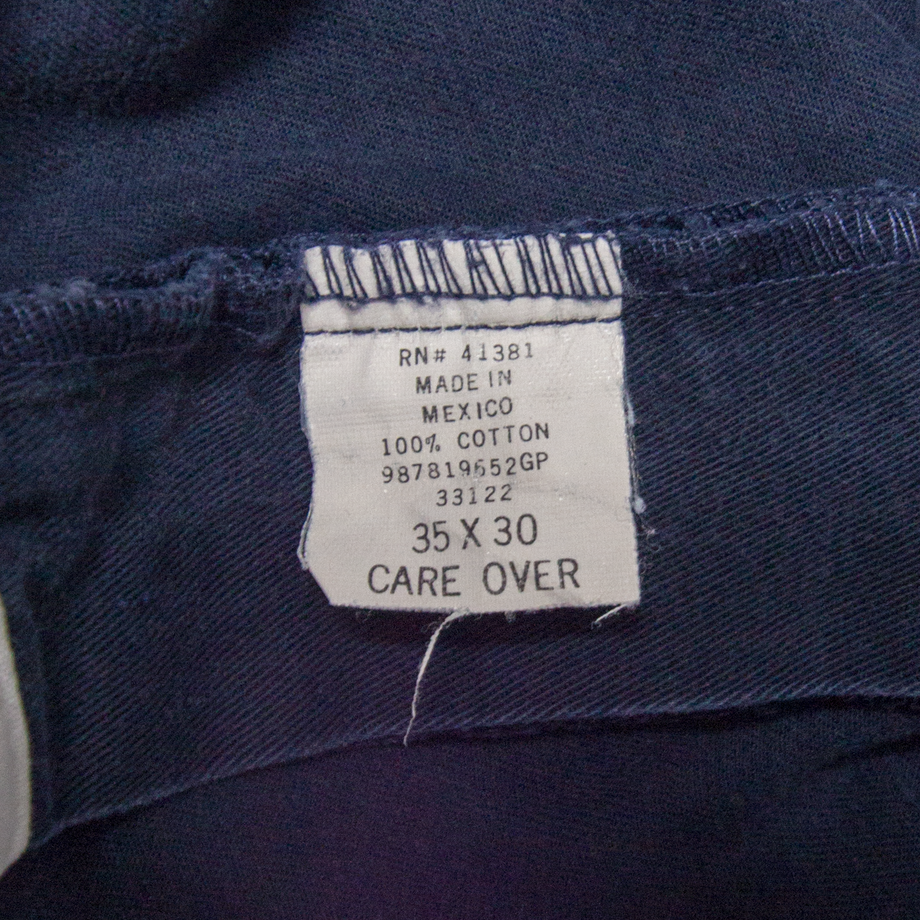 RN# 41381
MADE IN
MEXICO
100% COTTON
987819652GP
33122
35 X 30
CARE OVER